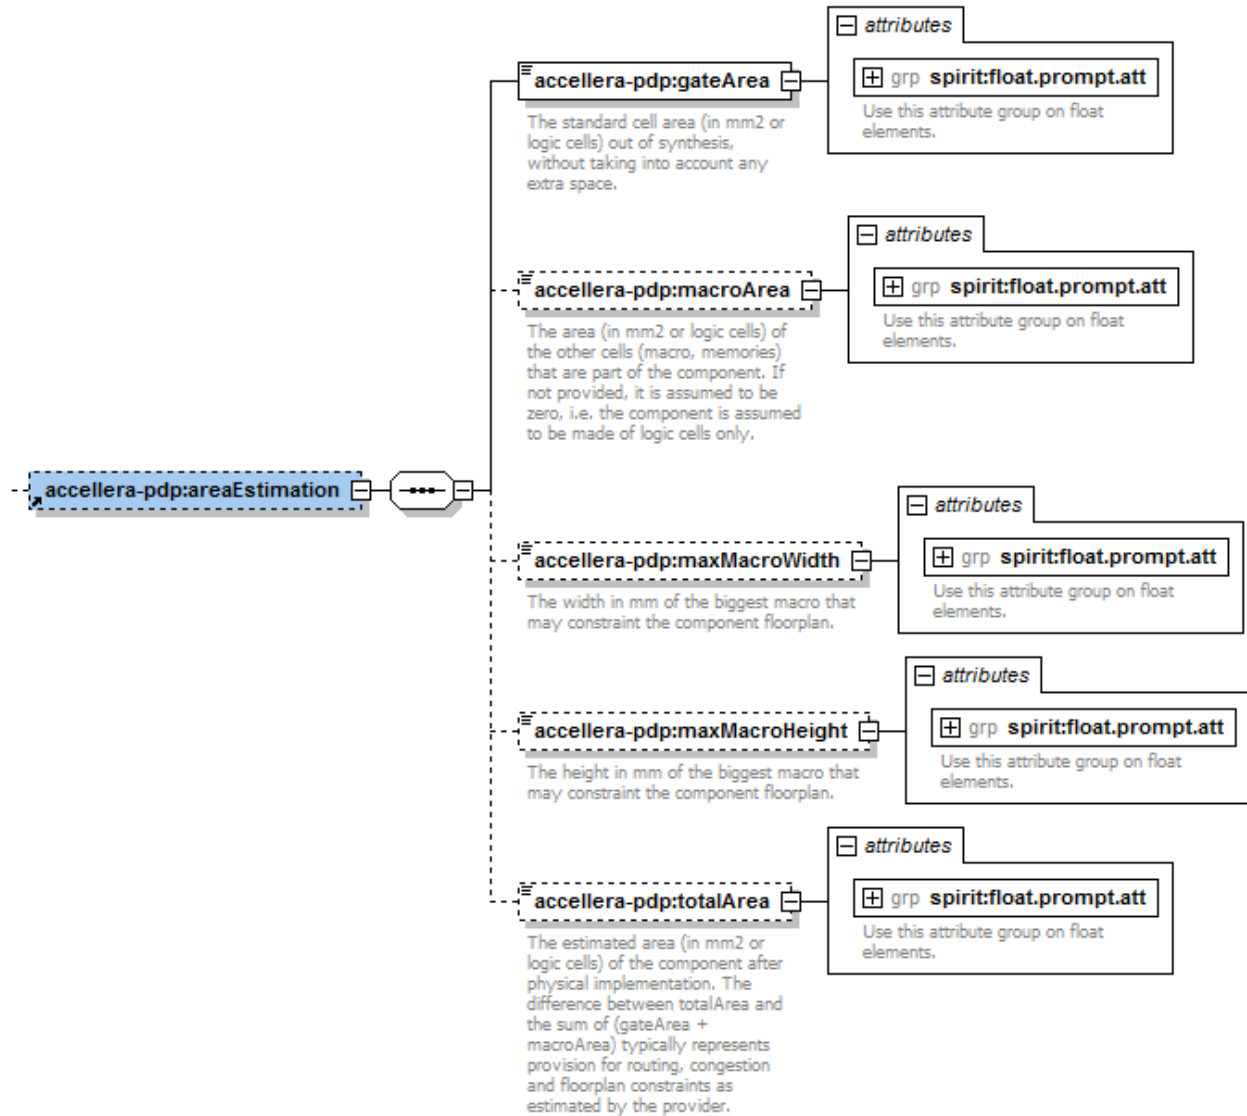 attributes
accellera-pdp:gateArea
grp spirit:float.prompt.att
The standard cell area (in mm2 or
logic cells) out of synthesis,
without taking into account any
extra space.
Use this attribute group on float
elements.
attributes
accellera-pdp:macroArea
grp spirit:float.prompt.att
The area (in mm2 or logic cells) of
the other cells (macro, memories)
that are part of the component. If
not provided, it is assumed to be
zero, i.e. the component is assumed
to be made of logic cells only.
Use this attribute group on float
elements.
accellera-pdp:areaEstimation
attributes
accellera-pdp:maxMacroWidth
grp spirit:float.prompt.att
The width in mm of the biggest macro that
may constraint the component floorplan.
Use this attribute group on float
elements.
attributes
accellera-pdp:maxMacroHeight
grp spirit:float.prompt.att
The height in mm of the biggest macro that
may constraint the component floorplan.
Use this attribute group on float
elements.
attributes
accellera-pdp:totalArea
grp spirit:float.prompt.att
The estimated area (in mm2 or
logic cells) of the component after
physical implementation. The
difference between totalArea and
the sum of (gateArea +
macroArea) typically represents
provision for routing, congestion
and floorplan constraints as
estimated by the provider.
Use this attribute group on float
elements.